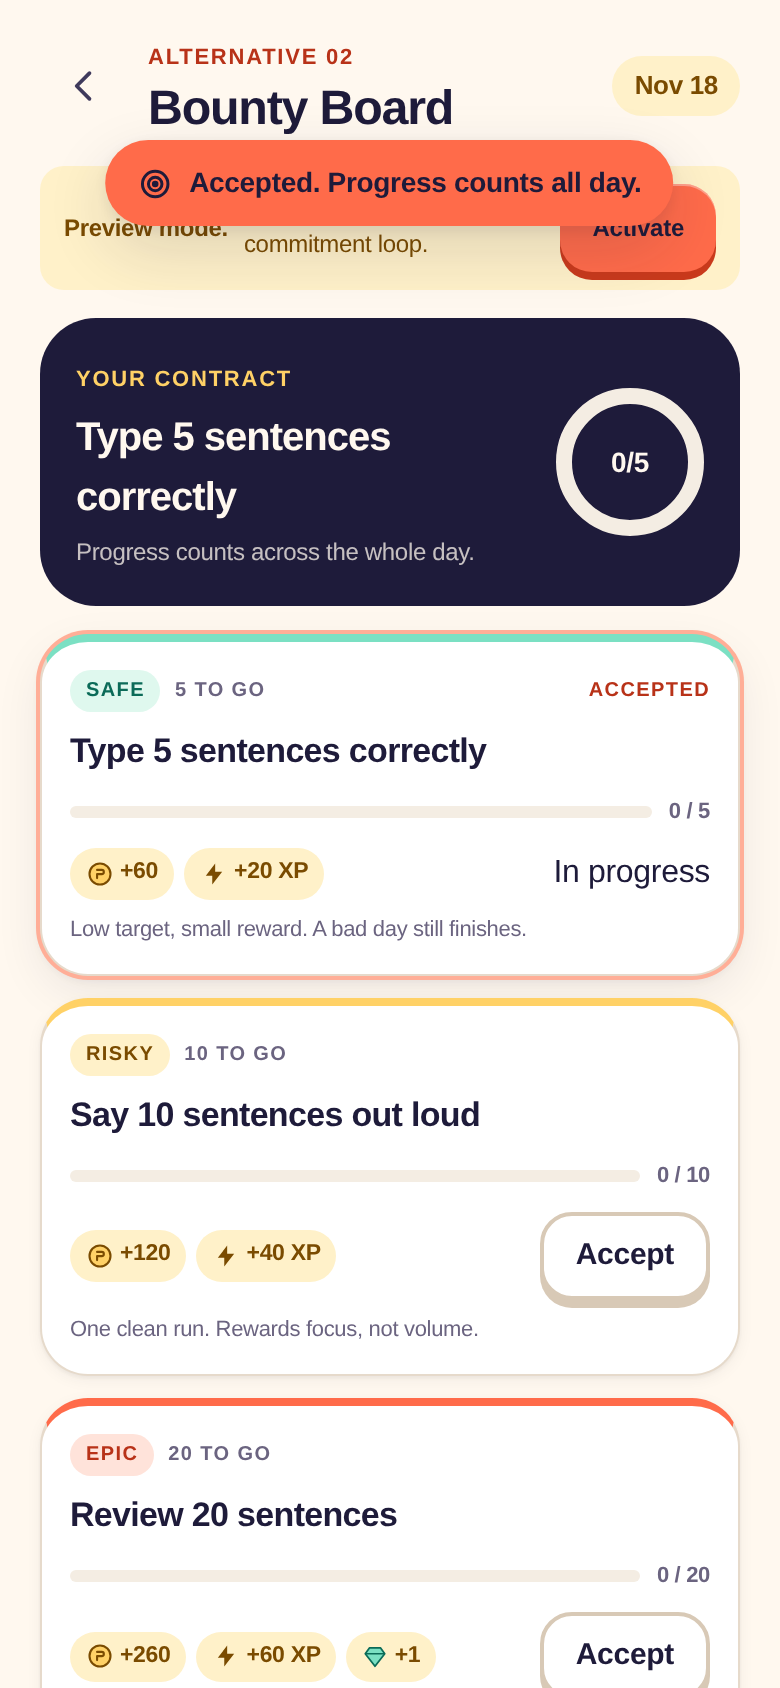 ALTERNATIVE 02
Bounty Board
Nov 18
Accepted. Progress counts all day.
Preview mode.
commitment loop.
Activate
YOUR CONTRACT
Type 5 sentences
correctly
Progress counts across the whole day.
0/5
SAFE 5 TO GO ACCEPTED
Type 5 sentences correctly
0 / 5
+60 +20 XP In progress
Low target, small reward. A bad day still finishes.
RISKY 10 TO GO
Say 10 sentences out loud
0 / 10
+120 +40 XP Accept
One clean run. Rewards focus, not volume.
EPIC 20 TO GO
Review 20 sentences
0 / 20
+260 +60 XP +1 Accept